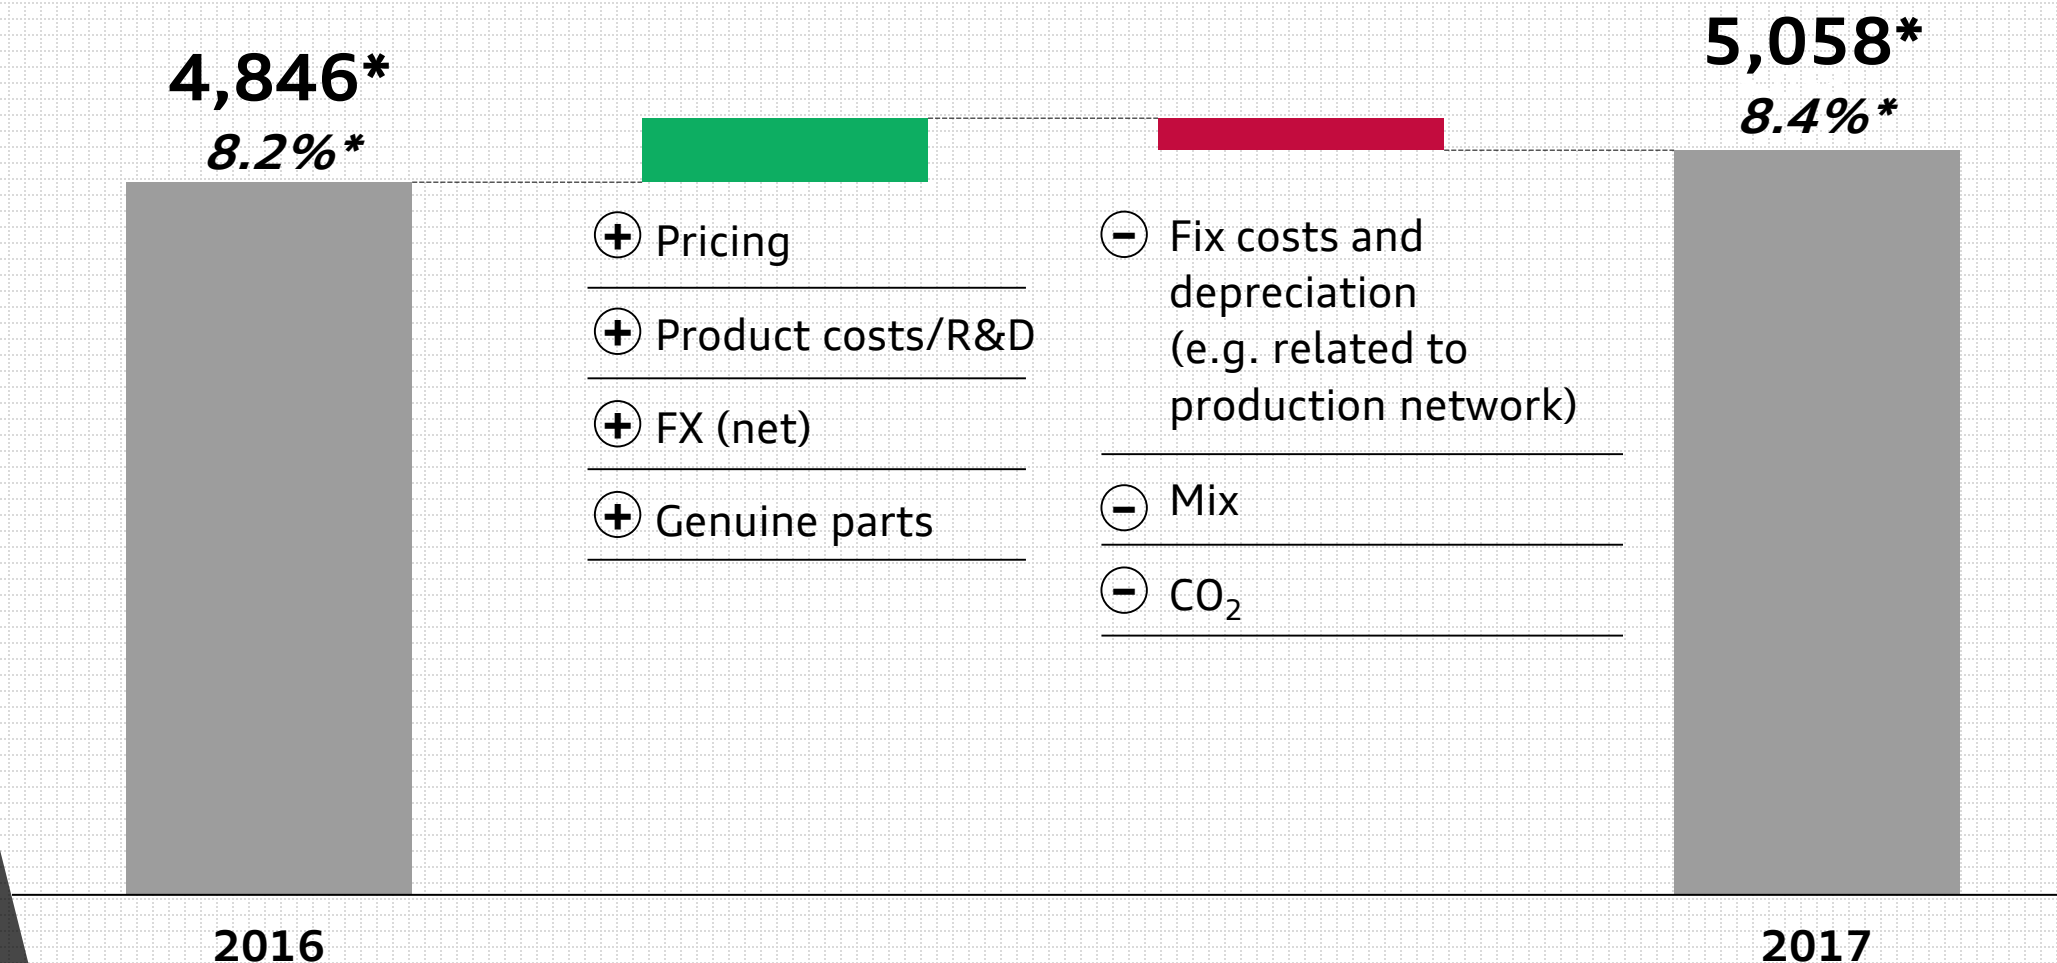 4,846*
8.2%*
5,058*
8.4%*
Pricing
Product costs/R&D
FX (net)
Genuine parts
Fix costs and
depreciation
(e.g. related to
production network)
Mix
CO₂
2016
2017